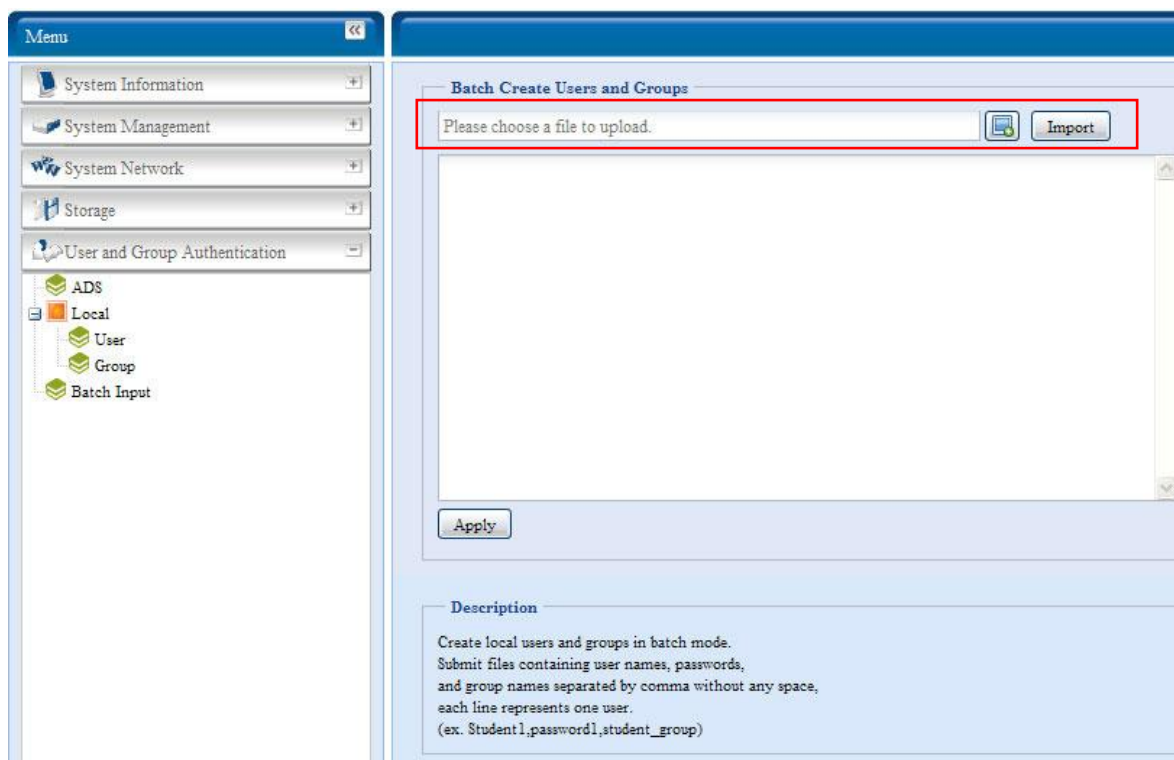 Menu
System Information
System Management
System Network
Storage
User and Group Authentication
ADS
Local
User
Group
Batch Input
Batch Create Users and Groups
Please choose a file to upload.
Import
Apply
Description
Create local users and groups in batch mode.
Submit files containing user names, passwords,
and group names separated by comma without any space,
each line represents one user.
(ex. Student1,password1,student_group)